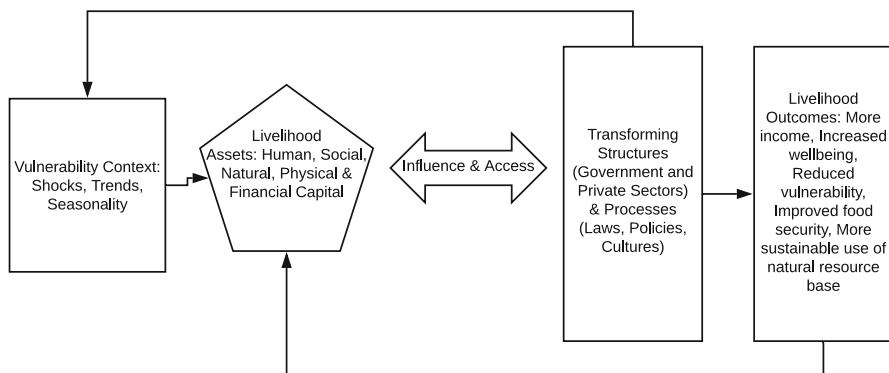 Vulnerability Context:
Shocks, Trends,
Seasonality
Livelihood
Assets: Human, Social,
Natural, Physical &
Financial Capital
Influence & Access
Transforming
Structures
(Government and
Private Sectors)
& Processes
(Laws, Policies,
Cultures)
Livelihood
Outcomes: More
income, Increased
wellbeing,
Reduced
vulnerability,
Improved food
security, More
sustainable use of
natural resource
base